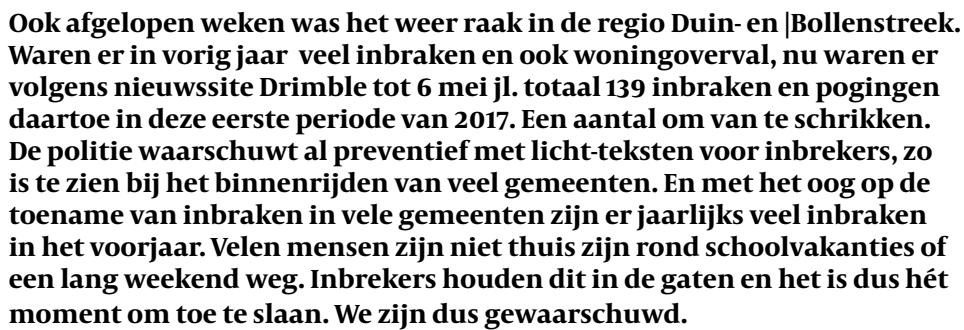 Ook afgelopen weken was het weer raak in de regio Duin- en |Bollenstreek.
Waren er in vorig jaar  veel inbraken en ook woningoverval, nu waren er
volgens nieuwssite Drimble tot 6 mei jl. totaal 139 inbraken en pogingen
daartoe in deze eerste periode van 2017. Een aantal om van te schrikken.
De politie waarschuwt al preventief met licht-teksten voor inbrekers, zo
is te zien bij het binnenrijden van veel gemeenten. En met het oog op de
toename van inbraken in vele gemeenten zijn er jaarlijks veel inbraken
in het voorjaar. Velen mensen zijn niet thuis zijn rond schoolvakanties of
een lang weekend weg. Inbrekers houden dit in de gaten en het is dus hét
moment om toe te slaan. We zijn dus gewaarschuwd.